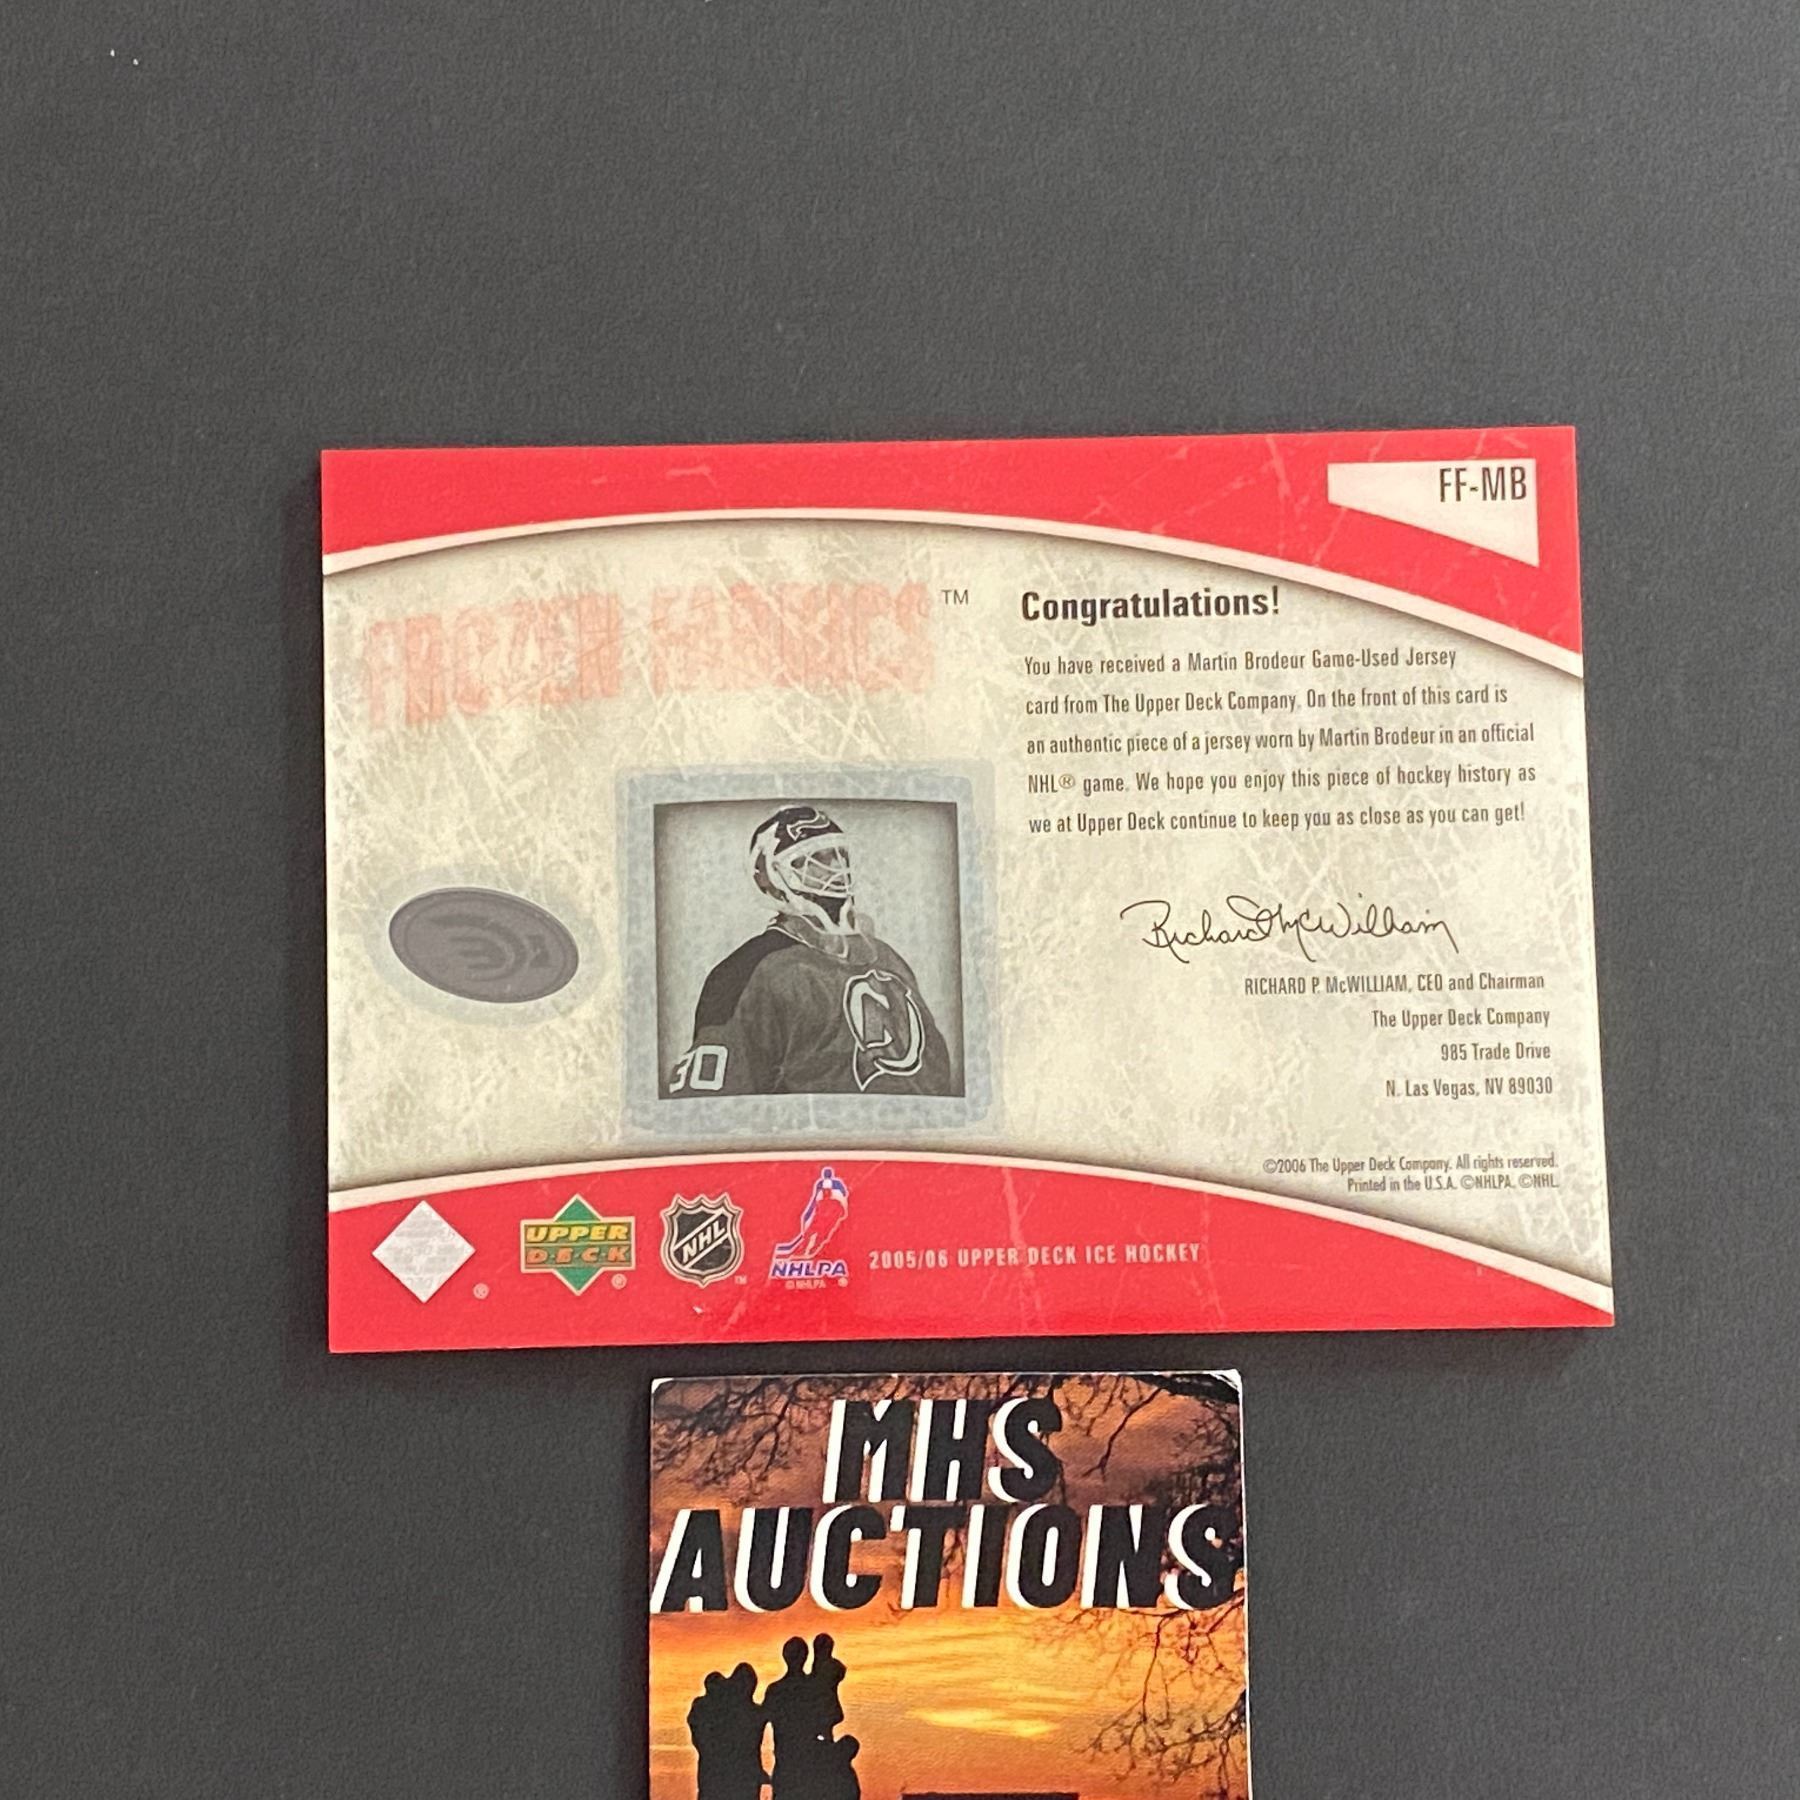 FF-MB
FROZEN FABRICS™
Congratulations!
You have received a Martin Brodeur Game-Used Jersey
card from The Upper Deck Company. On the front of this card is
an authentic piece of a jersey worn by Martin Brodeur in an official
NHL® game. We hope you enjoy this piece of hockey history as
we at Upper Deck continue to keep you as close as you can get!
Richard McWilliam
RICHARD P. McWILLIAM, CEO and Chairman
The Upper Deck Company
985 Trade Drive
N. Las Vegas, NV 89030
30
©2006 The Upper Deck Company. All rights reserved.
Printed in the U.S.A. ©NHLPA. ©NHL.
®
UPPER
DECK
®
NHL
™
NHLPA
©NHLPA ®
2005/06 UPPER DECK ICE HOCKEY
MHS
AUCTIONS